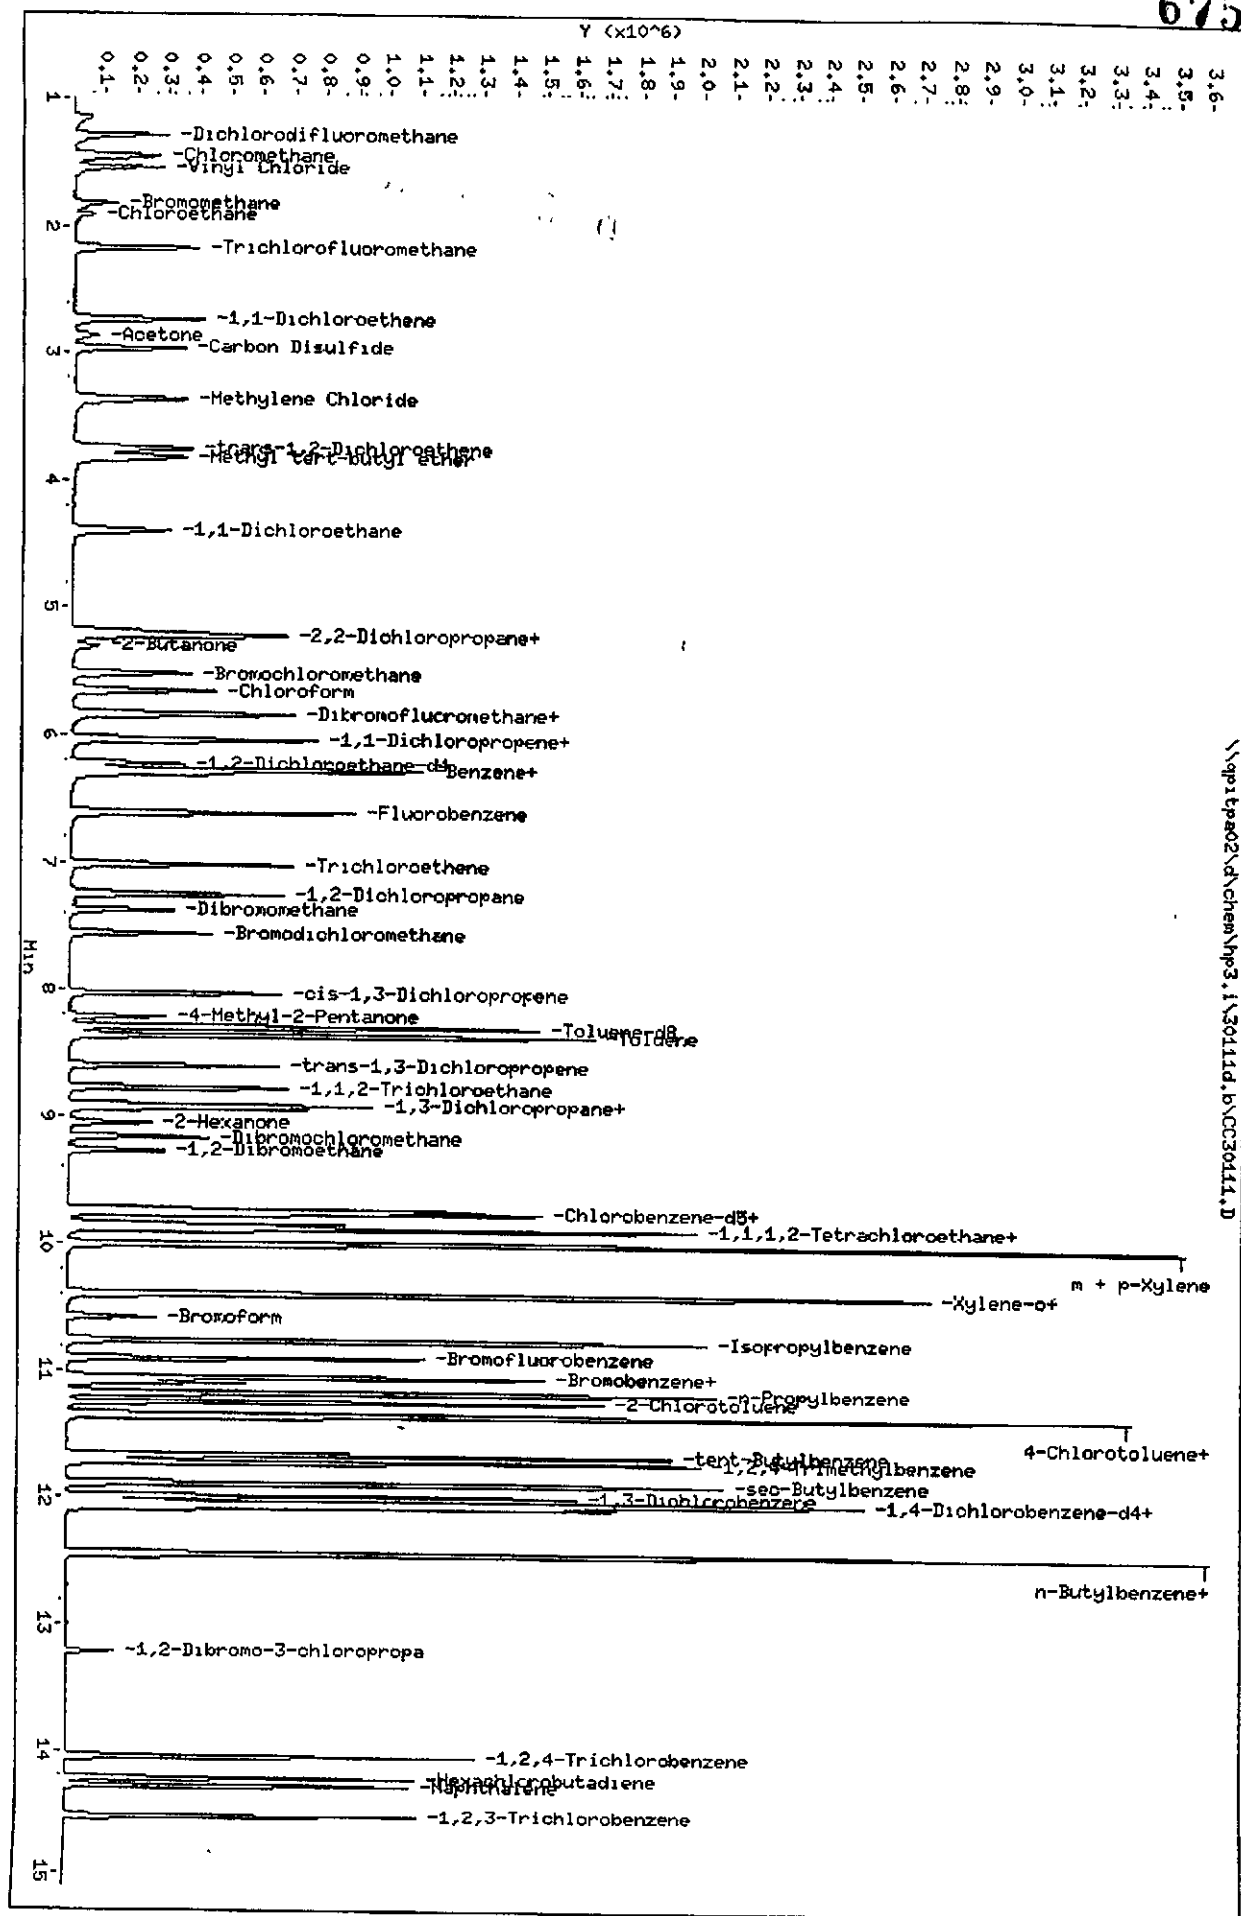 675
Y (x10^6)
0.1-
0.2-
0.3-
0.4-
0.5-
0.6-
0.7-
0.8-
0.9-
1.0-
1.1-
1.2-
1.3-
1.4-
1.5-
1.6-
1.7-
1.8-
1.9-
2.0-
2.1-
2.2-
2.3-
2.4-
2.5-
2.6-
2.7-
2.8-
2.9-
3.0-
3.1-
3.2-
3.3-
3.4-
3.5-
3.6-
1
-Dichlorodifluoromethane
-Chloromethane
-Vinyl Chloride
-Bromomethane
-Chloroethane
2
-Trichlorofluoromethane
-1,1-Dichloroethene
-Acetone
-Carbon Disulfide
3
-Methylene Chloride
-trans-1,2-Dichloroethene
-Methyl tert-butyl ether
4
-1,1-Dichloroethane
5
-2,2-Dichloropropane+
-2-Butanone
-Bromochloromethane
-Chloroform
-Dibromofluoromethane+
6
-1,1-Dichloropropene+
-1,2-Dichloroethane-d4
-Benzene+
-Fluorobenzene
7
-Trichloroethene
-1,2-Dichloropropane
-Dibromomethane
-Bromodichloromethane
8
-cis-1,3-Dichloropropene
-4-Methyl-2-Pentanone
-Toluene-d8
-Toluene
-trans-1,3-Dichloropropene
-1,1,2-Trichloroethane
-1,3-Dichloropropane+
9
-2-Hexanone
-Dibromochloromethane
-1,2-Dibromoethane
-Chlorobenzene-d5+
-1,1,1,2-Tetrachloroethane+
10
m + p-Xylene
-Xylene-o+
-Bromoform
-Isopropylbenzene
-Bromofluorobenzene
11
-Bromobenzene+
-n-Propylbenzene
-2-Chlorotoluene
4-Chlorotoluene+
-tert-Butylbenzene
-1,2,4-Trimethylbenzene
-sec-Butylbenzene
12
-1,3-Dichlorobenzene
-1,4-Dichlorobenzene-d4+
n-Butylbenzene+
13
-1,2-Dibromo-3-chloropropa
14
-1,2,4-Trichlorobenzene
-Hexachlorobutadiene
-Naphthalene
-1,2,3-Trichlorobenzene
15
Min
\\qpitpa02\d\chem\hp3.i\30111d.b\CC30111.D